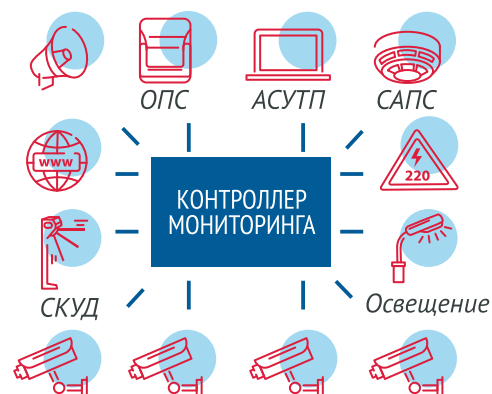 ОПС
АСУТП
САПС
www
220
КОНТРОЛЛЕР
МОНИТОРИНГА
СКУД
Освещение